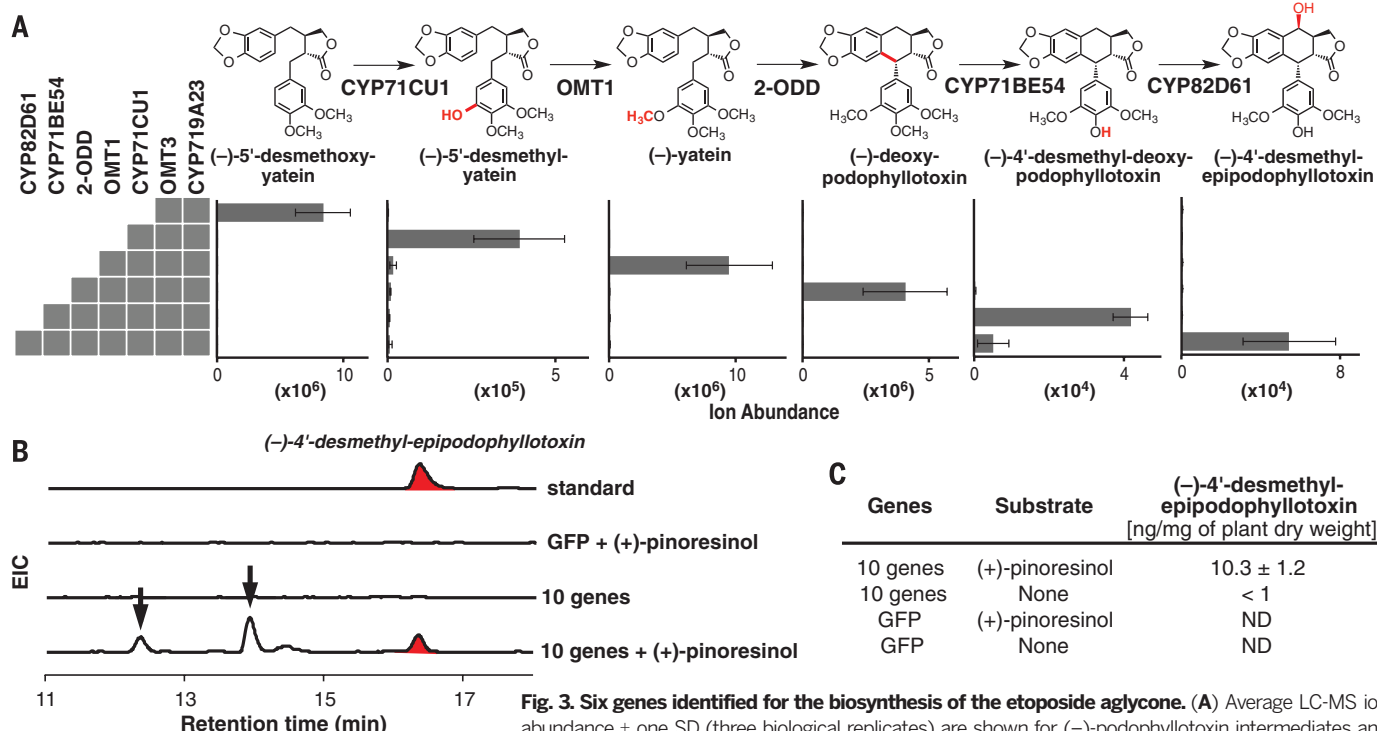 A
CYP71CU1
OMT1
2-ODD
CYP71BE54
CYP82D61
O
O
O
O
OCH3
OCH3
O
O
O
O
HO
OCH3
OCH3
O
O
O
O
H3CO
OCH3
OCH3
O
O
O
O
OCH3
OCH3
OCH3
O
O
O
O
OCH3
OCH3
OH
OH
O
O
O
O
OCH3
OCH3
OH
(–)-5'-desmethoxy-
yatein
(–)-5'-desmethyl-
yatein
(–)-yatein
(–)-deoxy-
podophyllotoxin
(–)-4'-desmethyl-deoxy-
podophyllotoxin
(–)-4'-desmethyl-
epipodophyllotoxin
CYP82D61
CYP71BE54
2-ODD
OMT1
CYP71CU1
OMT3
CYP719A23
0 10
(x10⁶)
0 5
(x10⁵)
0 10
(x10⁶)
0 5
(x10⁶)
0 4
(x10⁴)
0 8
(x10⁴)
Ion Abundance
B
(–)-4'-desmethyl-epipodophyllotoxin
standard
GFP + (+)-pinoresinol
10 genes
10 genes + (+)-pinoresinol
EIC
11 13 15 17
Retention time (min)
C
Genes Substrate (–)-4'-desmethyl-
epipodophyllotoxin
[ng/mg of plant dry weight]
10 genes (+)-pinoresinol 10.3 ± 1.2
10 genes None < 1
GFP (+)-pinoresinol ND
GFP None ND
Fig. 3. Six genes identified for the biosynthesis of the etoposide aglycone. (A) Average LC-MS io
abundance ± one SD (three biological replicates) are shown for (–)-podophyllotoxin intermediates an